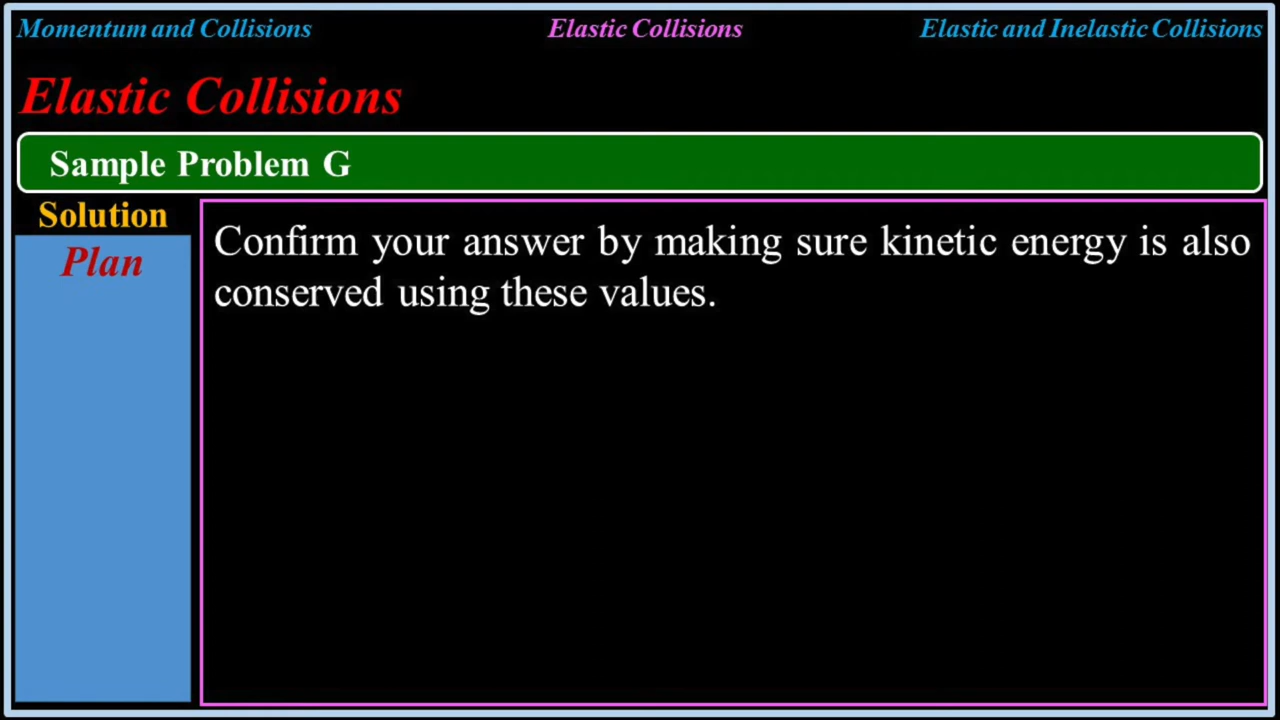 Momentum and Collisions
Elastic Collisions
Elastic and Inelastic Collisions
Elastic Collisions
Sample Problem G
Solution
Plan
Confirm your answer by making sure kinetic energy is also
conserved using these values.